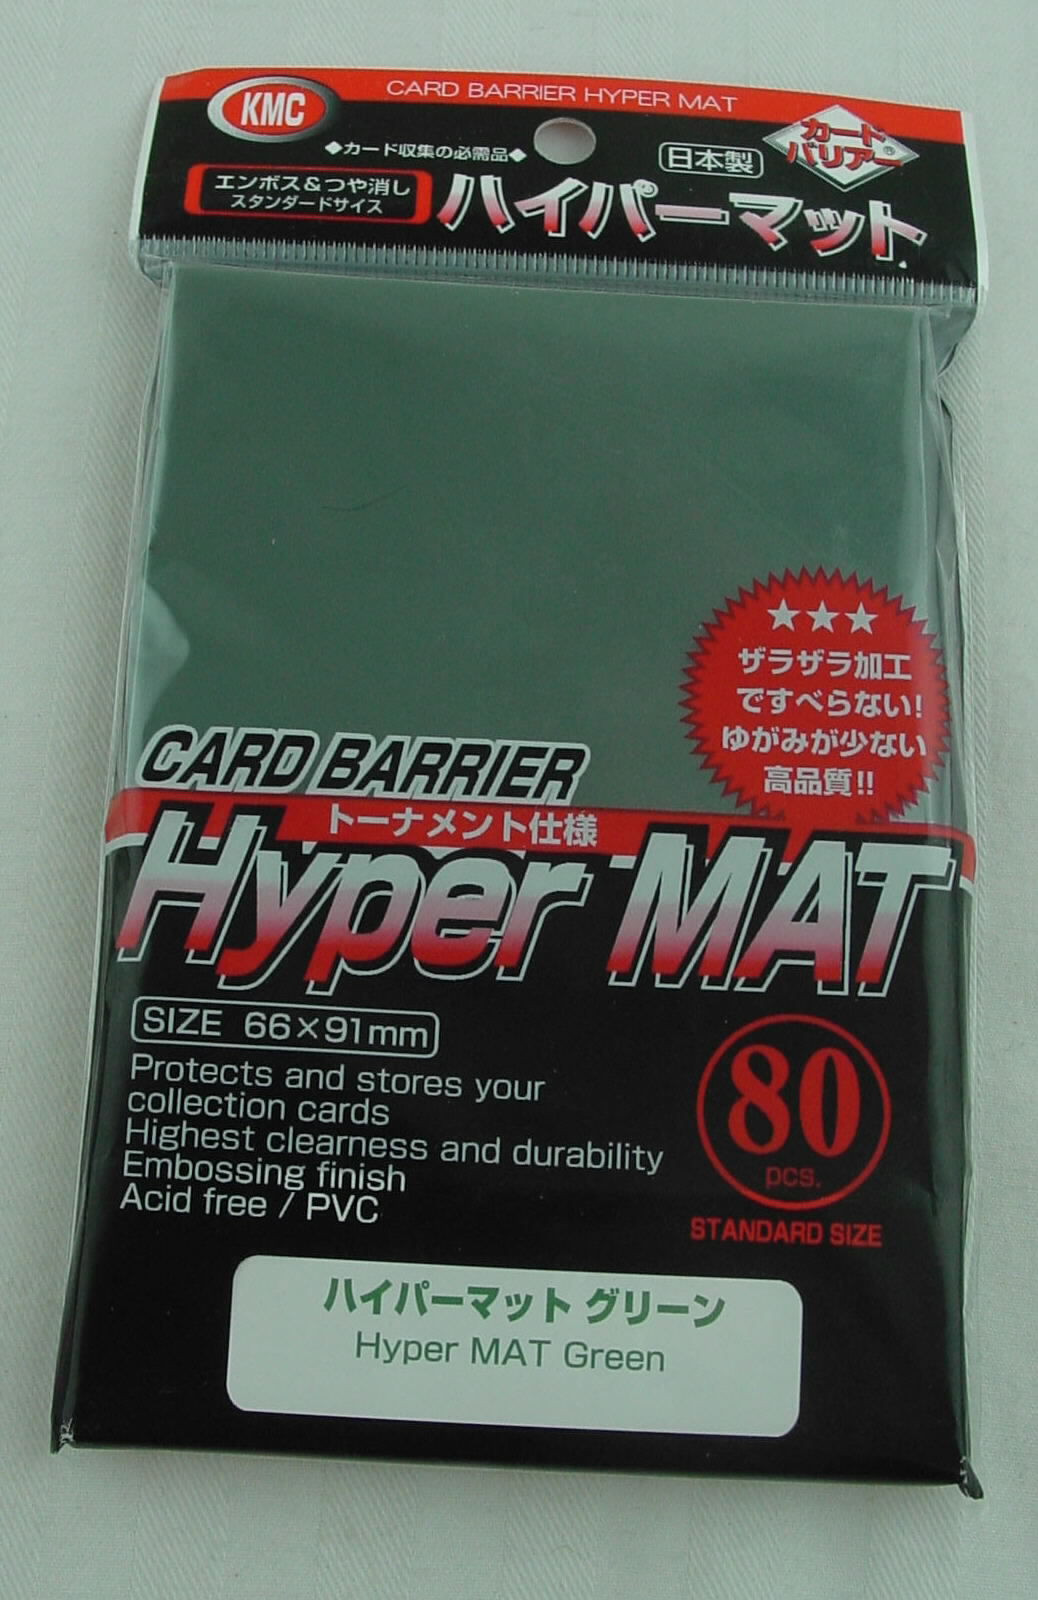 KMC
CARD BARRIER HYPER MAT
◆カード収集の必需品◆
日本製
カード
バリアー®
エンボス&つや消し
スタンダードサイズ
ハイパーマット
★★★
ザラザラ加工
ですべらない!
ゆがみが少ない
高品質!!
CARD BARRIER
トーナメント仕様
Hyper MAT
SIZE 66×91mm
Protects and stores your
collection cards
Highest clearness and durability
Embossing finish
Acid free / PVC
80
pcs.
STANDARD SIZE
ハイパーマット グリーン
Hyper MAT Green